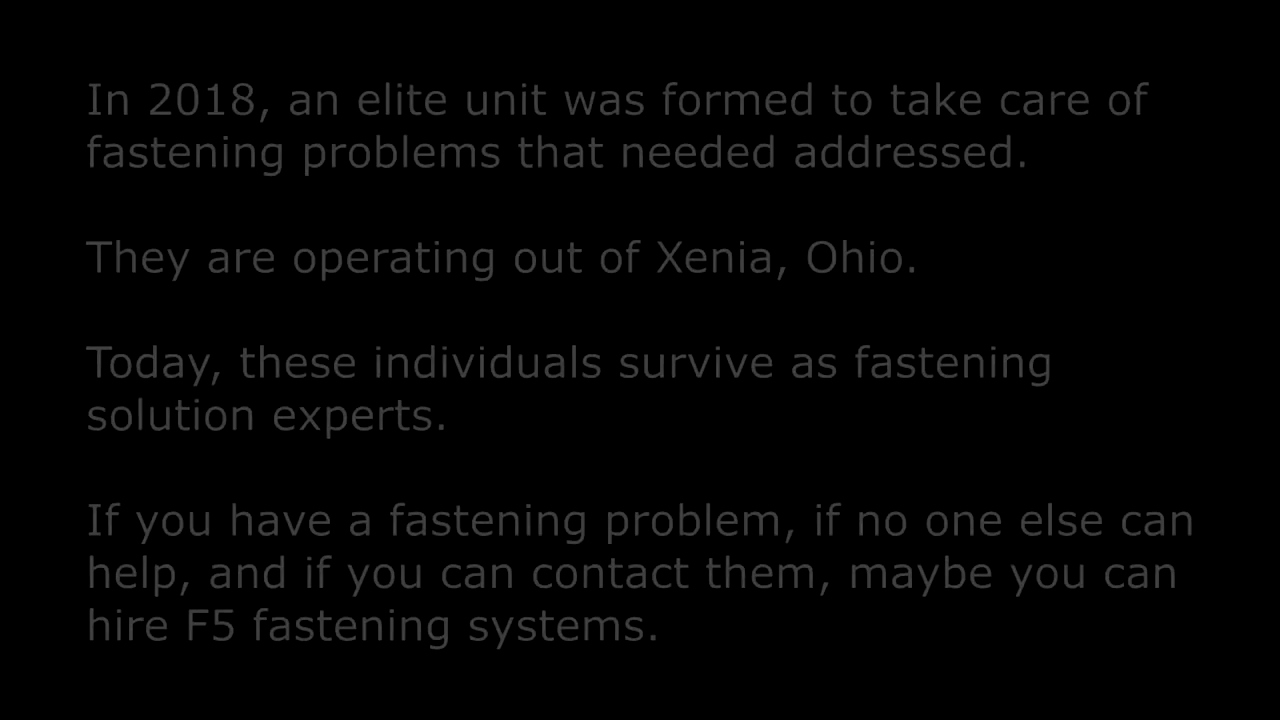 In 2018, an elite unit was formed to take care of
fastening problems that needed addressed.
They are operating out of Xenia, Ohio.
Today, these individuals survive as fastening
solution experts.
If you have a fastening problem, if no one else can
help, and if you can contact them, maybe you can
hire F5 fastening systems.